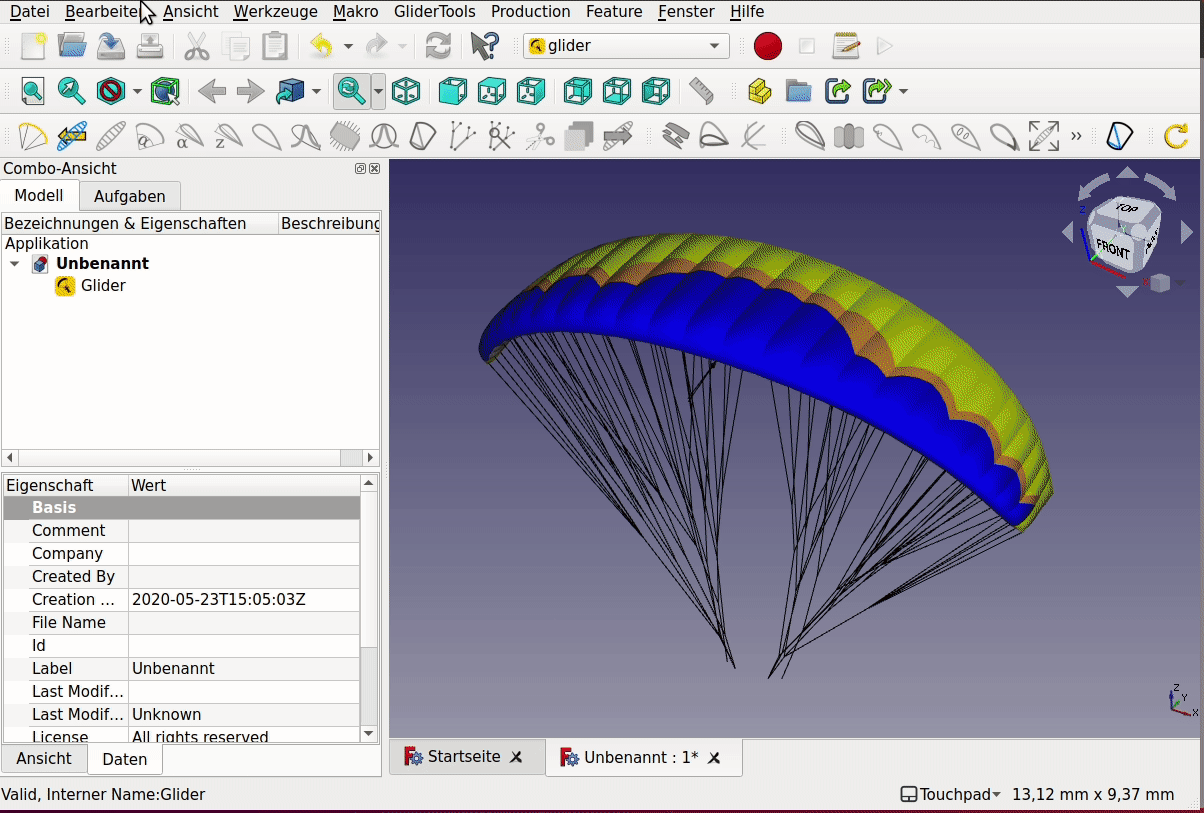 Datei Bearbeiten Ansicht Werkzeuge Makro GliderTools Production Feature Fenster Hilfe
glider
Combo-Ansicht
Modell Aufgaben
Bezeichnungen & Eigenschaften Beschreibung
Applikation
Unbenannt
Glider
TOP
FRONT
Z
X
Eigenschaft Wert
Basis
Comment
Company
Created By
Creation ... 2020-05-23T15:05:03Z
File Name
Id
Label Unbenannt
Last Modif...
Last Modif... Unknown
License All rights reserved
Z
Y
X
Ansicht Daten
Startseite Unbenannt : 1*
Valid, Interner Name:Glider
Touchpad 13,12 mm x 9,37 mm